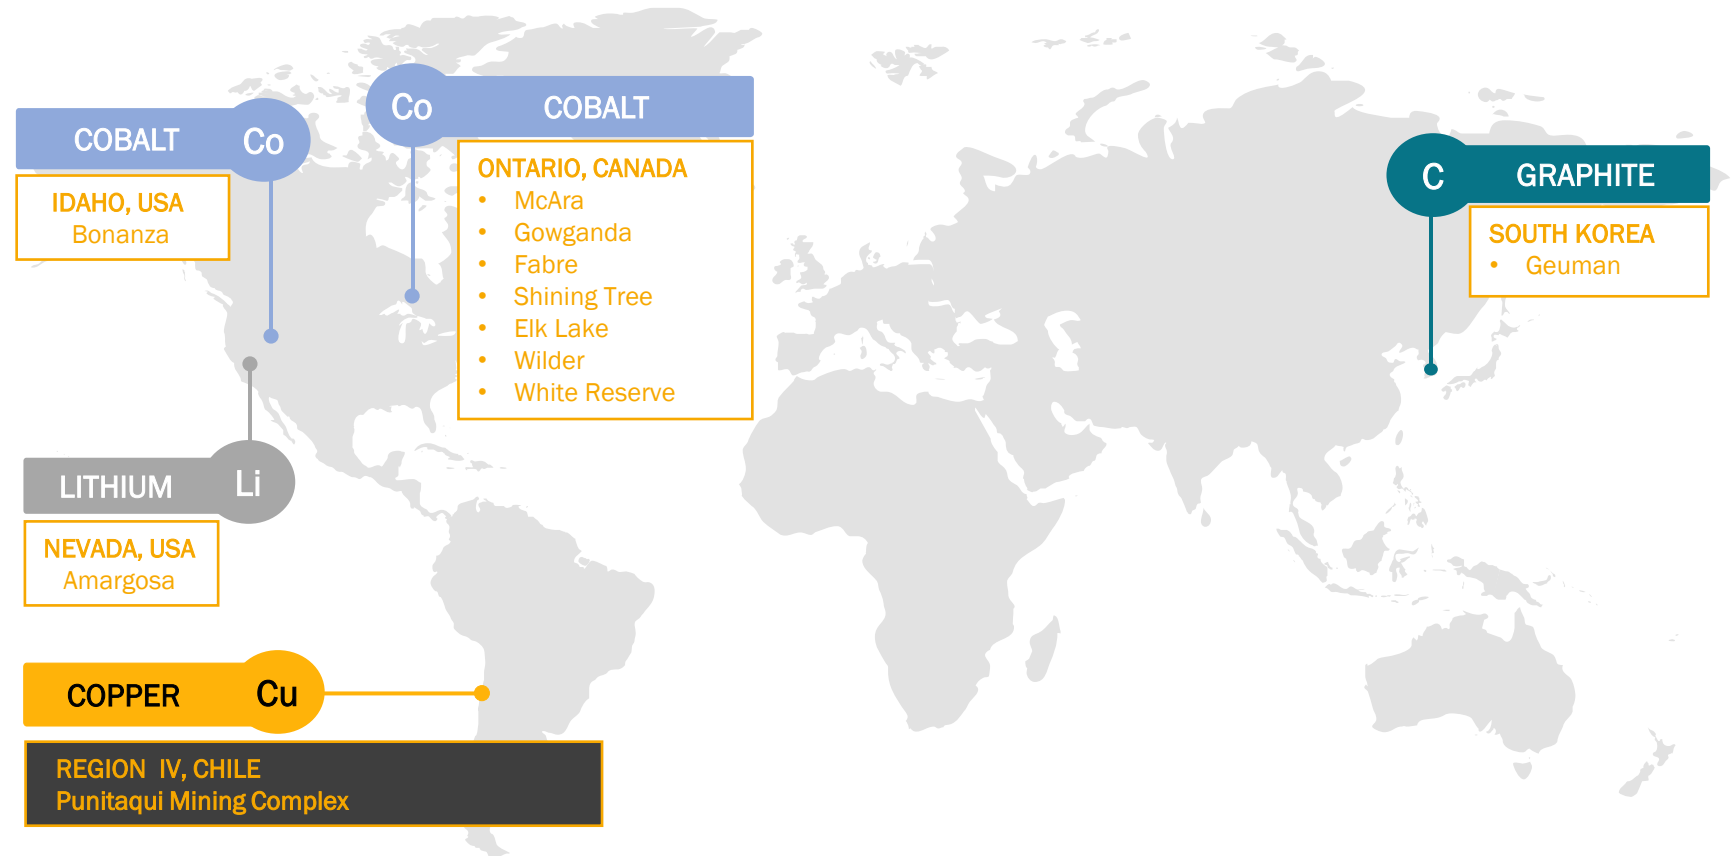 COBALT
Co
IDAHO, USA
Bonanza
Co
COBALT
ONTARIO, CANADA
• McAra
• Gowganda
• Fabre
• Shining Tree
• Elk Lake
• Wilder
• White Reserve
C
GRAPHITE
SOUTH KOREA
• Geuman
LITHIUM
Li
NEVADA, USA
Amargosa
COPPER
Cu
REGION IV, CHILE
Punitaqui Mining Complex